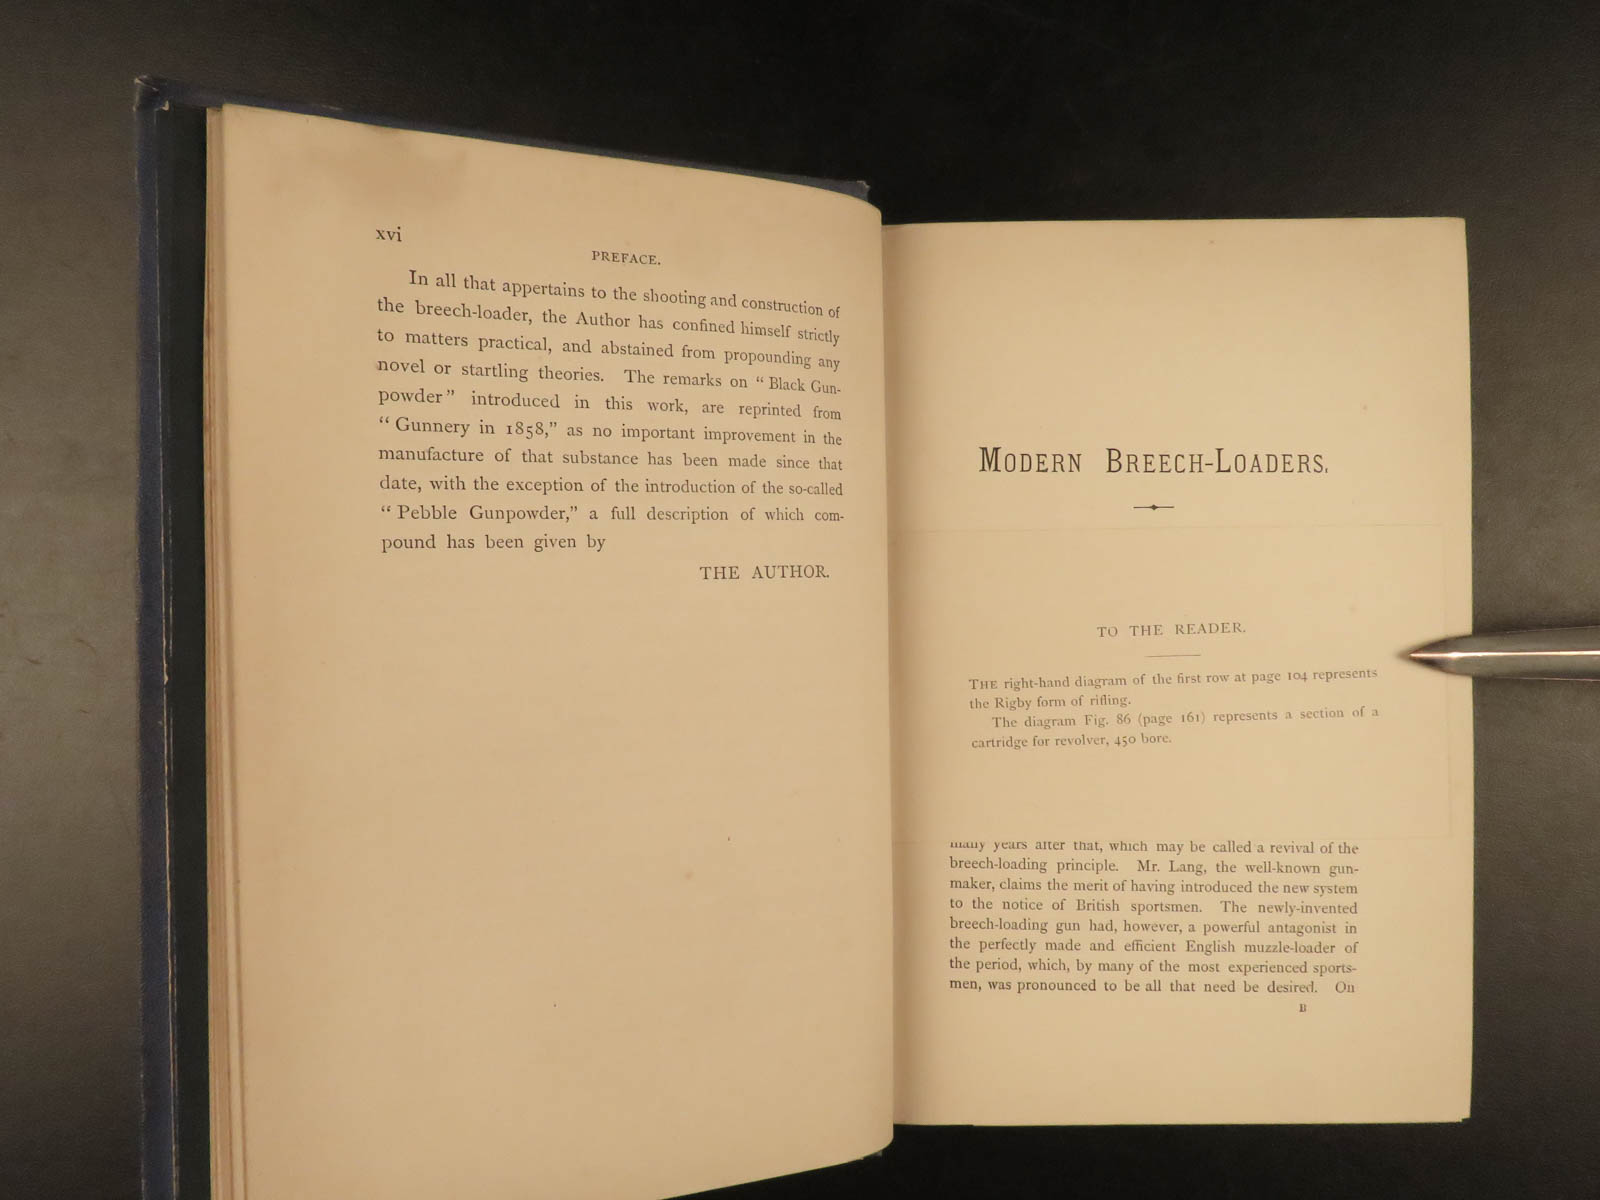 xvi
PREFACE.
In all that appertains to the shooting and construction of
the breech-loader, the Author has confined himself strictly
to matters practical, and abstained from propounding any
novel or startling theories. The remarks on “ Black Gun-
powder ” introduced in this work, are reprinted from
“ Gunnery in 1858,” as no important improvement in the
manufacture of that substance has been made since that
date, with the exception of the introduction of the so-called
“ Pebble Gunpowder,” a full description of which com-
pound has been given by
THE AUTHOR.
MODERN BREECH-LOADERS.
TO THE READER.
THE right-hand diagram of the first row at page 104 represents
the Rigby form of rifling.
The diagram Fig. 86 (page 161) represents a section of a
cartridge for revolver, 450 bore.
many years after that, which may be called a revival of the
breech-loading principle. Mr. Lang, the well-known gun-
maker, claims the merit of having introduced the new system
to the notice of British sportsmen. The newly-invented
breech-loading gun had, however, a powerful antagonist in
the perfectly made and efficient English muzzle-loader of
the period, which, by many of the most experienced sports-
men, was pronounced to be all that need be desired. On
B